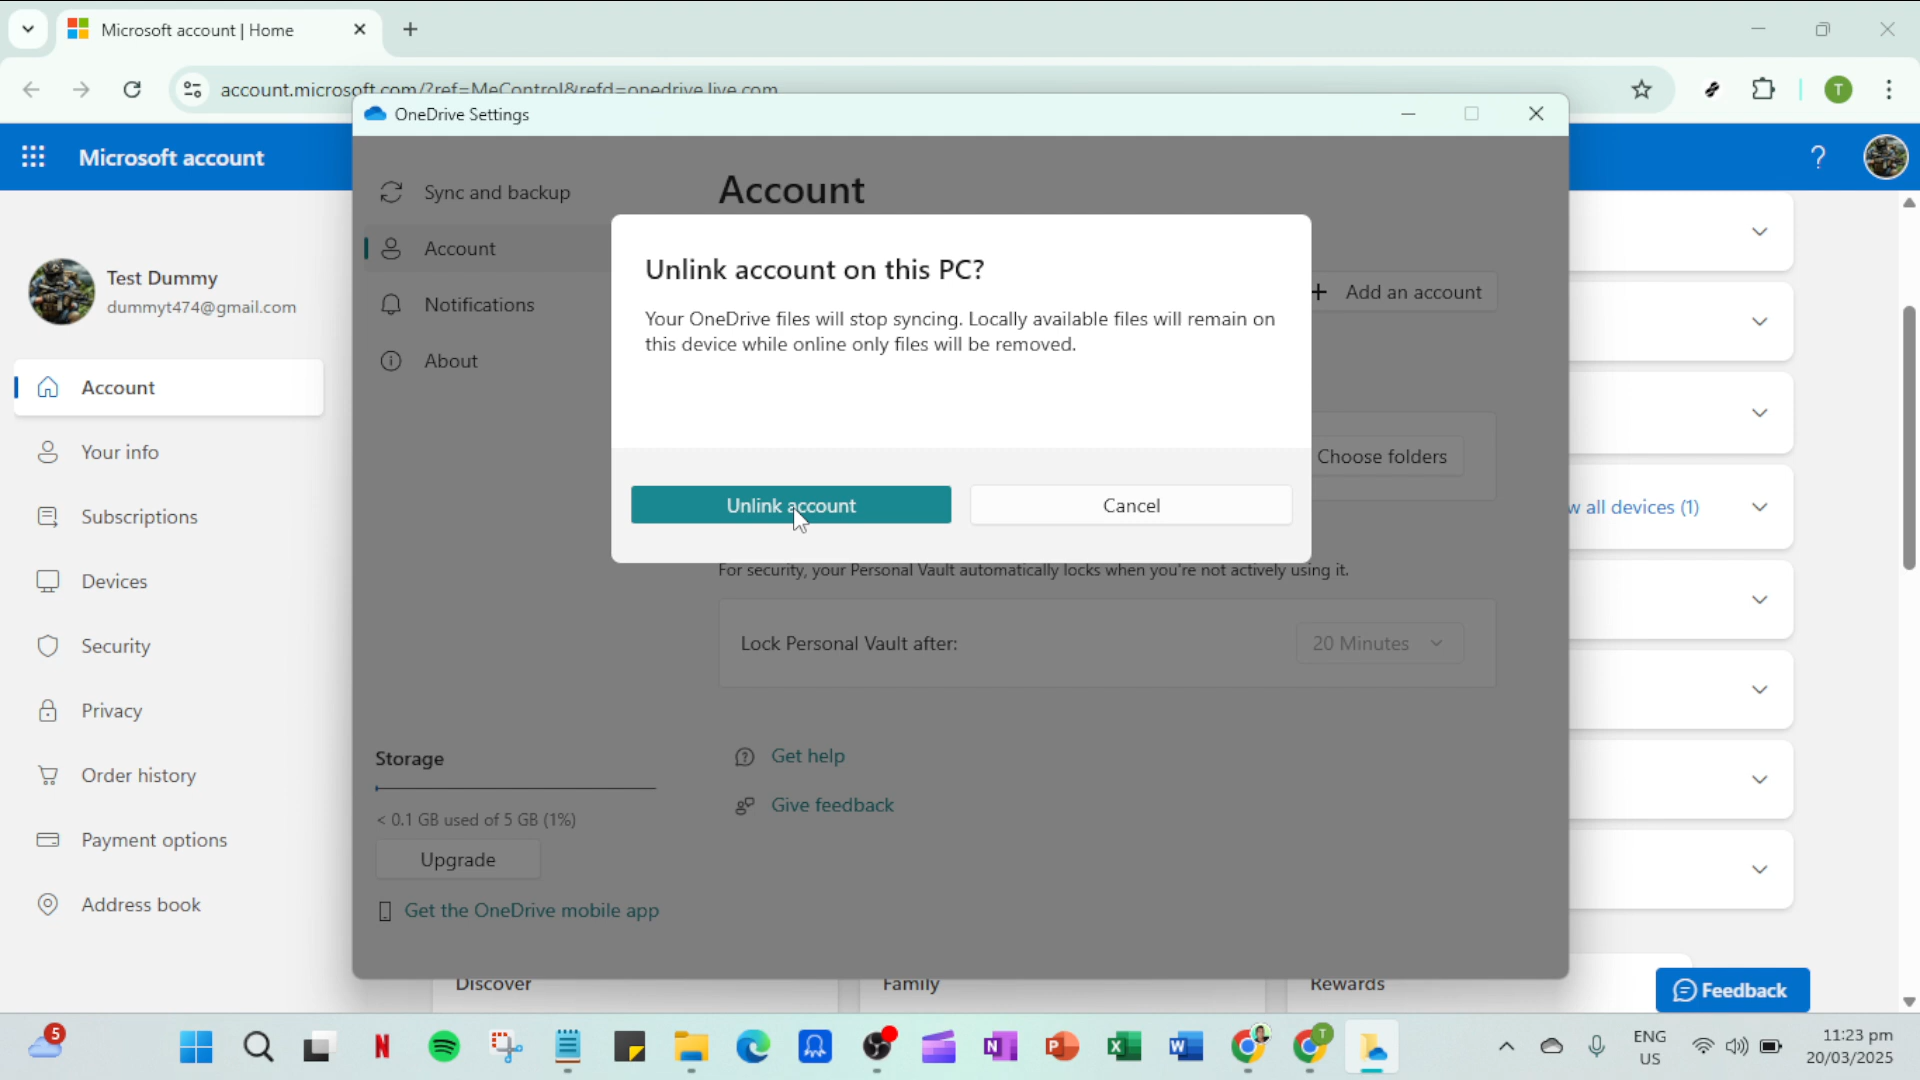 Microsoft account | Home
account.microsoft.com/?ref=MeControl&refd=onedrive.live.com
T
OneDrive Settings
Microsoft account
?
Test Dummy
dummyt474@gmail.com
Account
Your info
Subscriptions
Devices
Security
Privacy
Order history
Payment options
Address book
Sync and backup
Account
Notifications
About
Storage
< 0.1 GB used of 5 GB (1%)
Upgrade
Get the OneDrive mobile app
Account
Add an account
Unlink account on this PC?
Your OneDrive files will stop syncing. Locally available files will remain on
this device while online only files will be removed.
Unlink account
Cancel
Choose folders
For security, your Personal Vault automatically locks when you're not actively using it.
Lock Personal Vault after:
20 Minutes
Get help
Give feedback
all devices (1)
Discover
Family
Rewards
Feedback
5
N
N
P
X
W
T
ENG
US
11:23 pm
20/03/2025